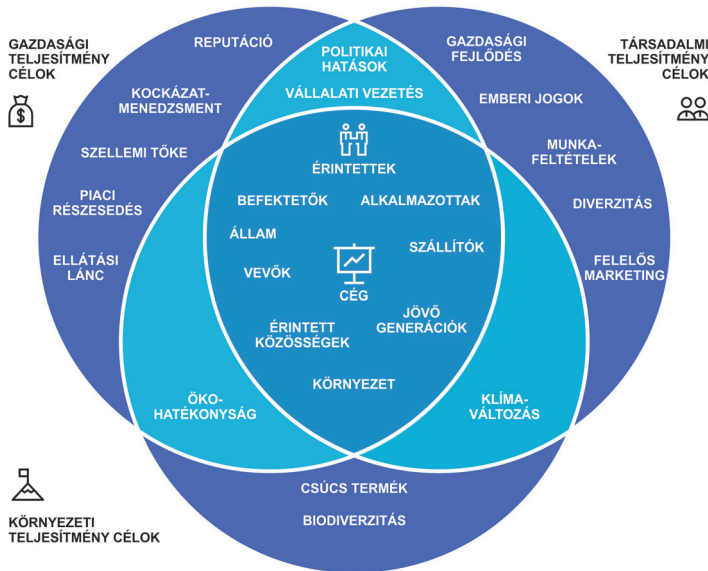 GAZDASÁGI
TELJESÍTMÉNY
CÉLOK
$
REPUTÁCIÓ
KOCKÁZAT-
MENEDZSMENT
SZELLEMI TŐKE
PIACI
RÉSZESEDÉS
ELLÁTÁSI
LÁNC
POLITIKAI
HATÁSOK
VÁLLALATI VEZETÉS
GAZDASÁGI
FEJLŐDÉS
EMBERI JOGOK
MUNKA-
FELTÉTELEK
DIVERZITÁS
FELELŐS
MARKETING
TÁRSADALMI
TELJESÍTMÉNY
CÉLOK
ÉRINTETTEK
BEFEKTETŐK
ALKALMAZOTTAK
ÁLLAM
SZÁLLÍTÓK
VEVŐK
CÉG
JÖVŐ
GENERÁCIÓK
ÉRINTETT
KÖZÖSSÉGEK
KÖRNYEZET
ÖKO-
HATÉKONYSÁG
KLÍMA-
VÁLTOZÁS
CSÚCS TERMÉK
BIODIVERZITÁS
KÖRNYEZETI
TELJESÍTMÉNY CÉLOK